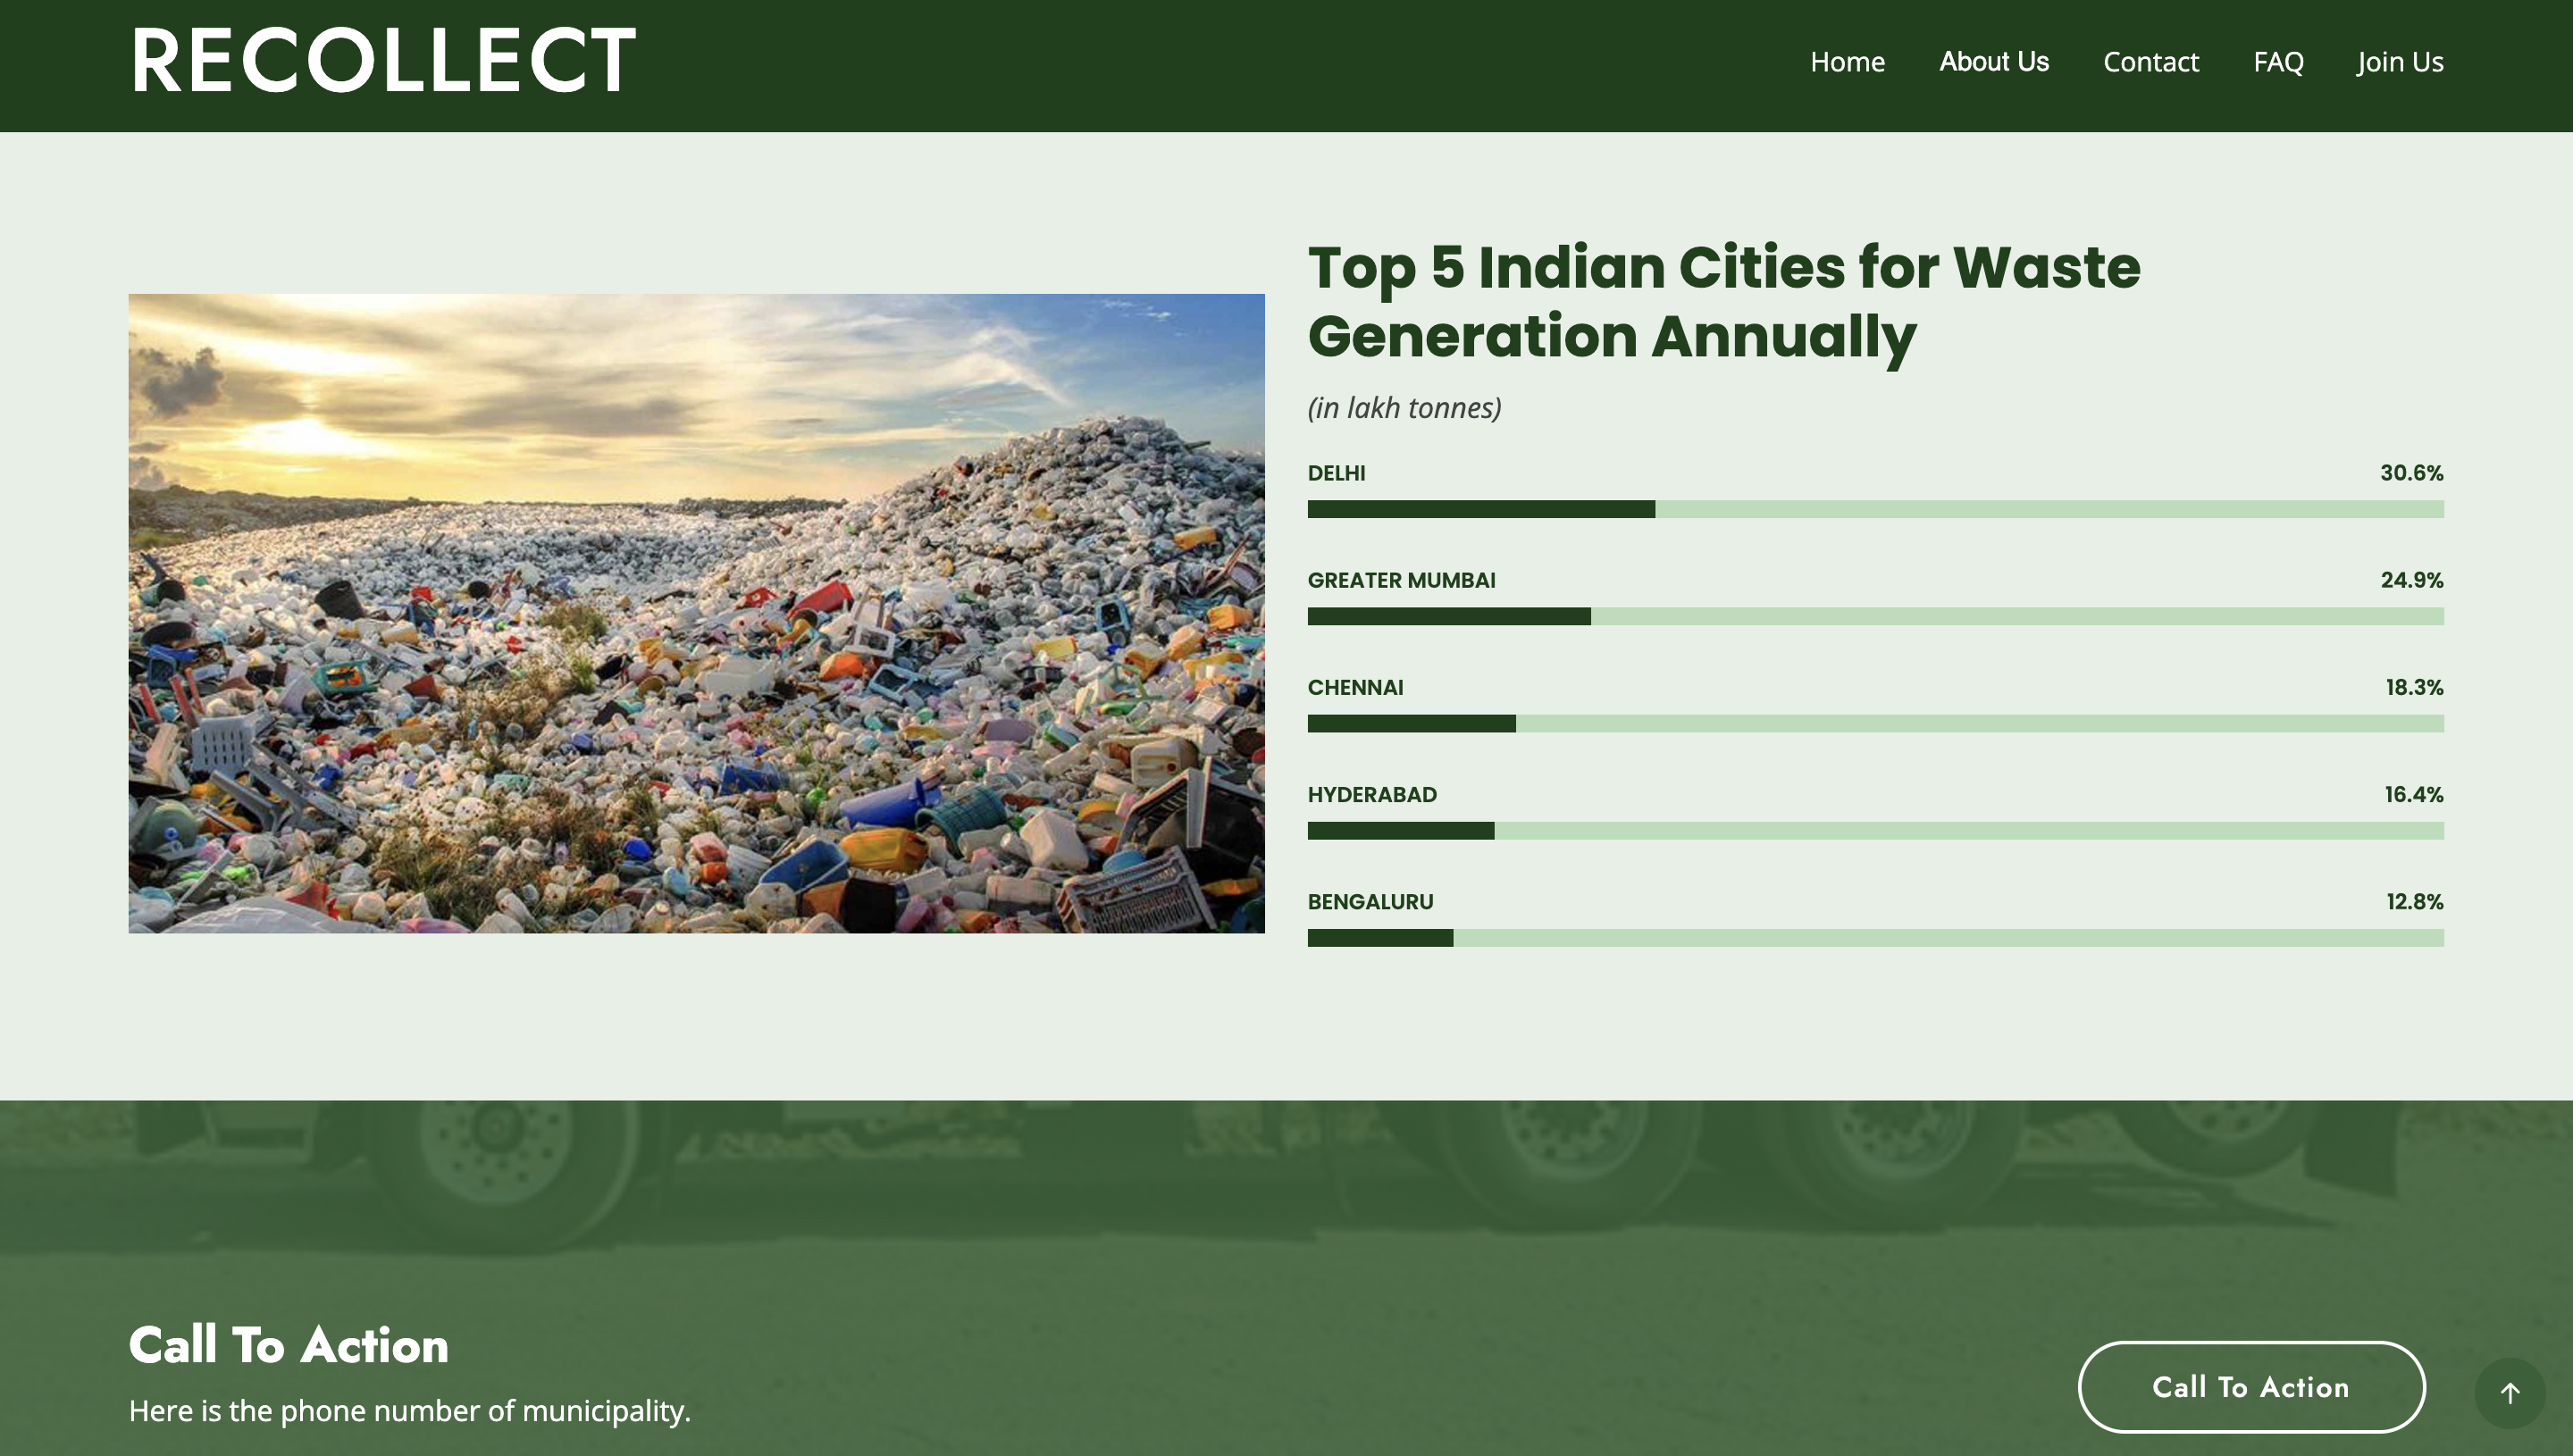 RECOLLECT
Home About Us Contact FAQ Join Us
Top 5 Indian Cities for Waste
Generation Annually
(in lakh tonnes)
DELHI 30.6%
GREATER MUMBAI 24.9%
CHENNAI 18.3%
HYDERABAD 16.4%
BENGALURU 12.8%
Call To Action
Here is the phone number of municipality.
Call To Action